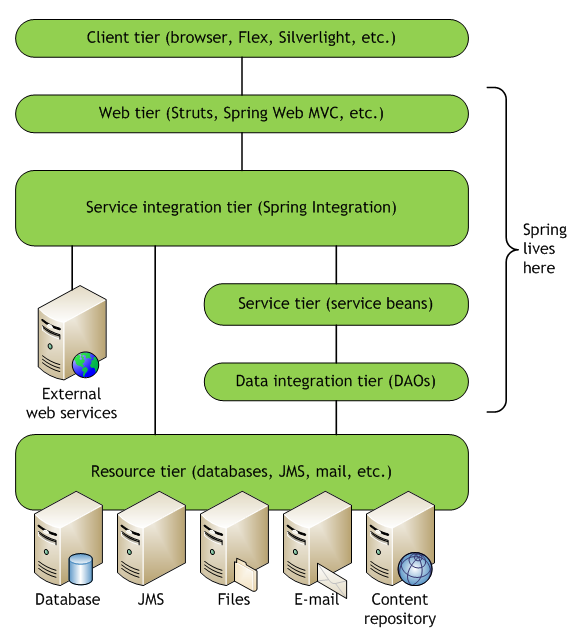 Client tier (browser, Flex, Silverlight, etc.)
Web tier (Struts, Spring Web MVC, etc.)
Service integration tier (Spring Integration)
Spring
lives
here
Service tier (service beans)
Data integration tier (DAOs)
External
web services
Resource tier (databases, JMS, mail, etc.)
Database
JMS
Files
E-mail
Content
repository